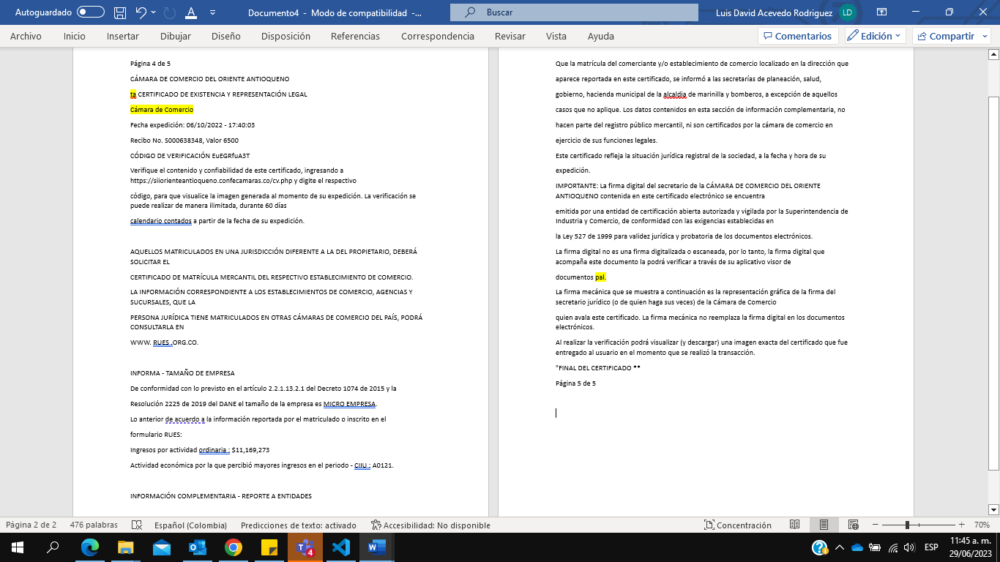 Autoguardado
Documento4 - Modo de compatibilidad -...
Buscar
Luis David Acevedo Rodriguez
LD
Archivo
Inicio
Insertar
Dibujar
Diseño
Disposición
Referencias
Correspondencia
Revisar
Vista
Ayuda
Comentarios
Edición
Compartir
Página 4 de 5
CÁMARA DE COMERCIO DEL ORIENTE ANTIOQUENO
ta CERTIFICADO DE EXISTENCIA Y REPRESENTACIÓN LEGAL
Cámara de Comercio
Fecha expedición: 06/10/2022 - 17:40:03
Recibo No. S000638348, Valor 6500
CÓDIGO DE VERIFICACIÓN EuEGRfuA3T
Verifique el contenido y confiabilidad de este certificado, ingresando a
https://siiorienteantioqueno.confecamaras.co/cv.php y digite el respectivo
código, para que visualice la imagen generada al momento de su expedición. La verificación se
puede realizar de manera ilimitada, durante 60 días
calendario contados a partir de la fecha de su expedición.
AQUELLOS MATRICULADOS EN UNA JURISDICCIÓN DIFERENTE A LA DEL PROPIETARIO, DEBERÁ
SOLICITAR EL
CERTIFICADO DE MATRÍCULA MERCANTIL DEL RESPECTIVO ESTABLECIMIENTO DE COMERCIO.
LA INFORMACIÓN CORRESPONDIENTE A LOS ESTABLECIMIENTOS DE COMERCIO, AGENCIAS Y
SUCURSALES, QUE LA
PERSONA JURÍDICA TIENE MATRICULADOS EN OTRAS CÁMARAS DE COMERCIO DEL PAÍS, PODRÁ
CONSULTARLA EN
WWW. RUES .ORG.CO.
INFORMA - TAMAÑO DE EMPRESA
De conformidad con lo previsto en el artículo 2.2.1.13.2.1 del Decreto 1074 de 2015 y la
Resolución 2225 de 2019 del DANE el tamaño de la empresa es MICRO EMPRESA.
Lo anterior de acuerdo a la información reportada por el matriculado o inscrito en el
formulario RUES:
Ingresos por actividad ordinaria : $11,169,273
Actividad económica por la que percibió mayores ingresos en el periodo - CIIU : A0121.
INFORMACIÓN COMPLEMENTARIA - REPORTE A ENTIDADES
Que la matrícula del comerciante y/o establecimiento de comercio localizado en la dirección que
aparece reportada en este certificado, se informó a las secretarías de planeación, salud,
gobierno, hacienda municipal de la alcaldia de marinilla y bomberos, a excepción de aquellos
casos que no aplique. Los datos contenidos en esta sección de información complementaria, no
hacen parte del registro público mercantil, ni son certificados por la cámara de comercio en
ejercicio de sus funciones legales.
Este certificado refleja la situación jurídica registral de la sociedad, a la fecha y hora de su
expedición.
IMPORTANTE: La firma digital del secretario de la CÁMARA DE COMERCIO DEL ORIENTE
ANTIOQUENO contenida en este certificado electrónico se encuentra
emitida por una entidad de certificación abierta autorizada y vigilada por la Superintendencia de
Industria y Comercio, de conformidad con las exigencias establecidas en
la Ley 527 de 1999 para validez jurídica y probatoria de los documentos electrónicos.
La firma digital no es una firma digitalizada o escaneada, por lo tanto, la firma digital que
acompaña este documento la podrá verificar a través de su aplicativo visor de
documentos pal.
La firma mecánica que se muestra a continuación es la representación gráfica de la firma del
secretario jurídico (o de quien haga sus veces) de la Cámara de Comercio
quien avala este certificado. La firma mecánica no reemplaza la firma digital en los documentos
electrónicos.
Al realizar la verificación podrá visualizar (y descargar) una imagen exacta del certificado que fue
entregado al usuario en el momento que se realizó la transacción.
"FINAL DEL CERTIFICADO **
Página 5 de 5
Página 2 de 2
476 palabras
Español (Colombia)
Predicciones de texto: activado
Accesibilidad: No disponible
Concentración
70%
4
ESP
11:45 a. m.
29/06/2023